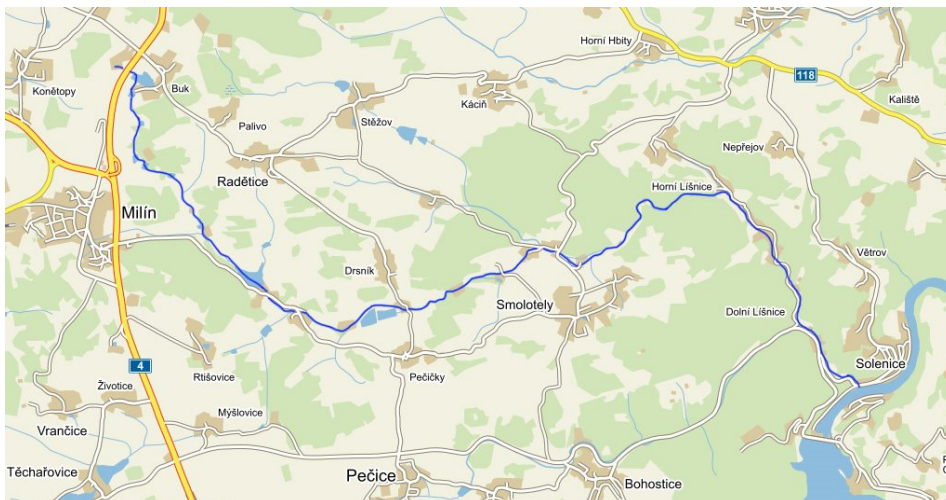 Horní Hbity
118
Konětopy
Buk
Káciň
Kaliště
Stěžov
Palivo
Nepřejov
Radětice
Horní Líšnice
Milín
Větrov
Drsník
Smolotely
Dolní Líšnice
Solenice
4
Rtišovice
Pečičky
Životice
Mýšlovice
Vrančice
Těchařovice
Pečice
Bohostice